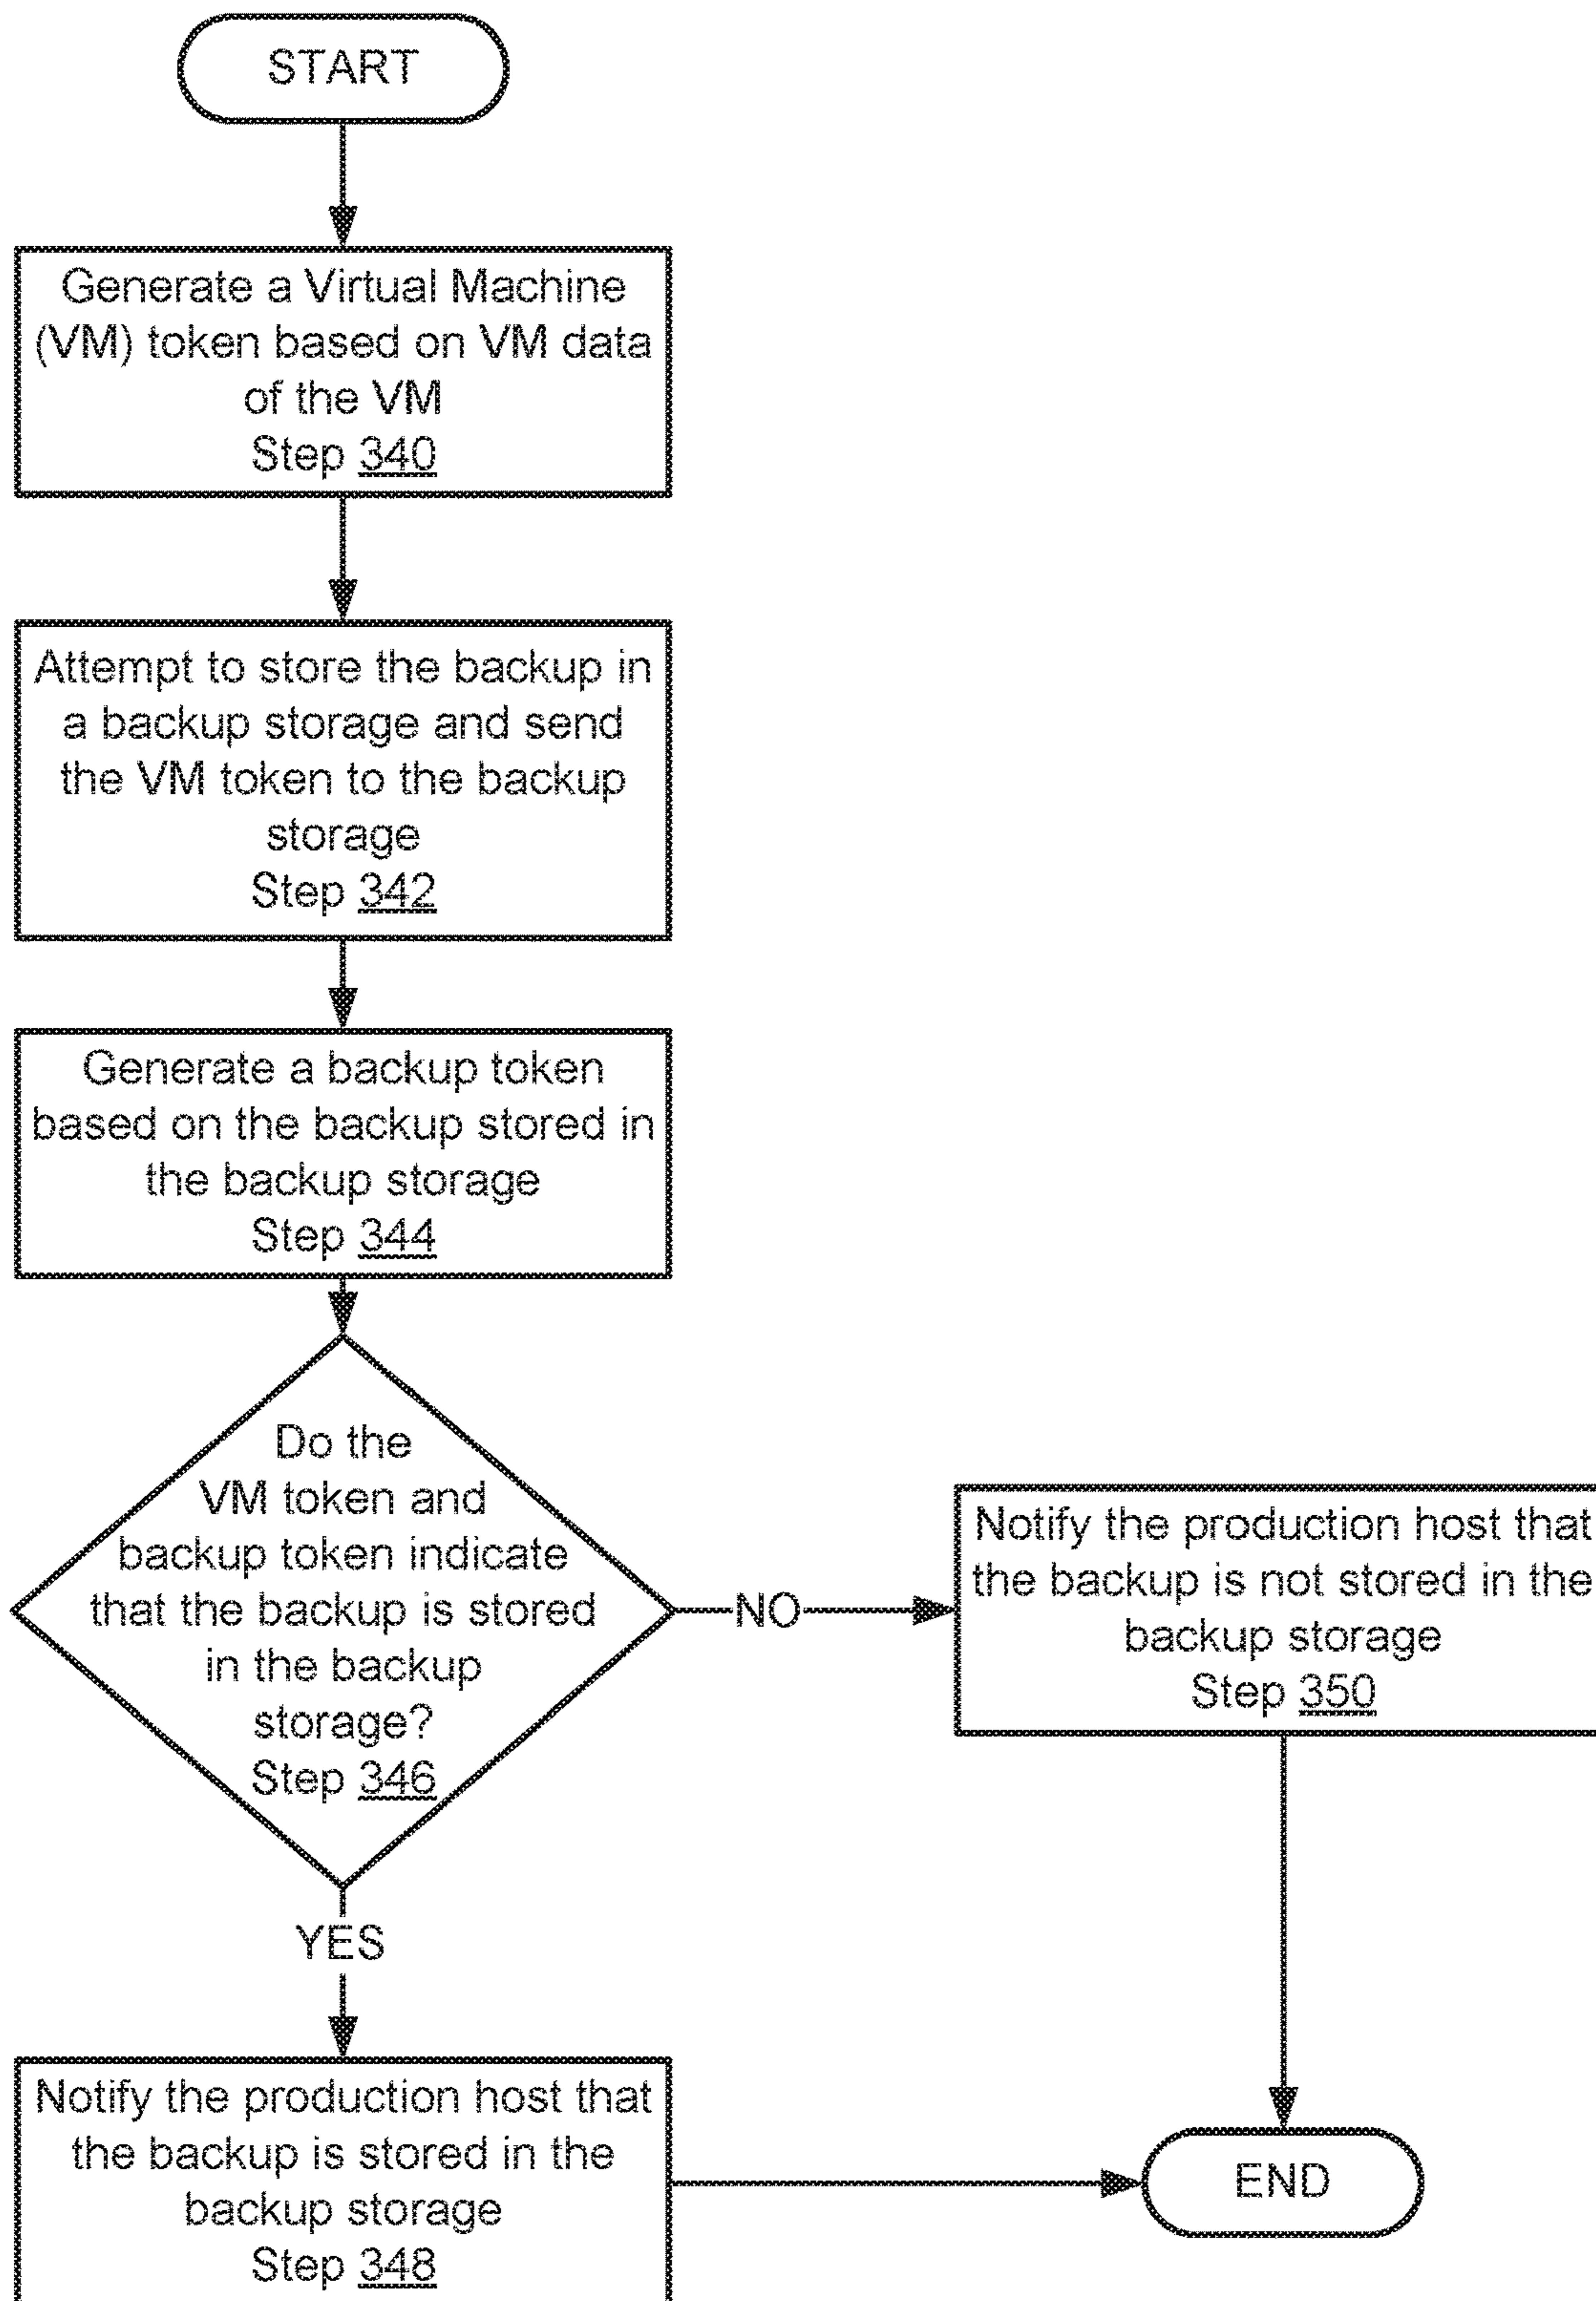 START
Generate a Virtual Machine
(VM) token based on VM data
of the VM
Step 340
Attempt to store the backup in
a backup storage and send
the VM token to the backup
storage
Step 342
Generate a backup token
based on the backup stored in
the backup storage
Step 344
Do the
VM token and
backup token indicate
that the backup is stored
in the backup
storage?
Step 346
NO
Notify the production host that
the backup is not stored in the
backup storage
Step 350
YES
Notify the production host that
the backup is stored in the
backup storage
Step 348
END